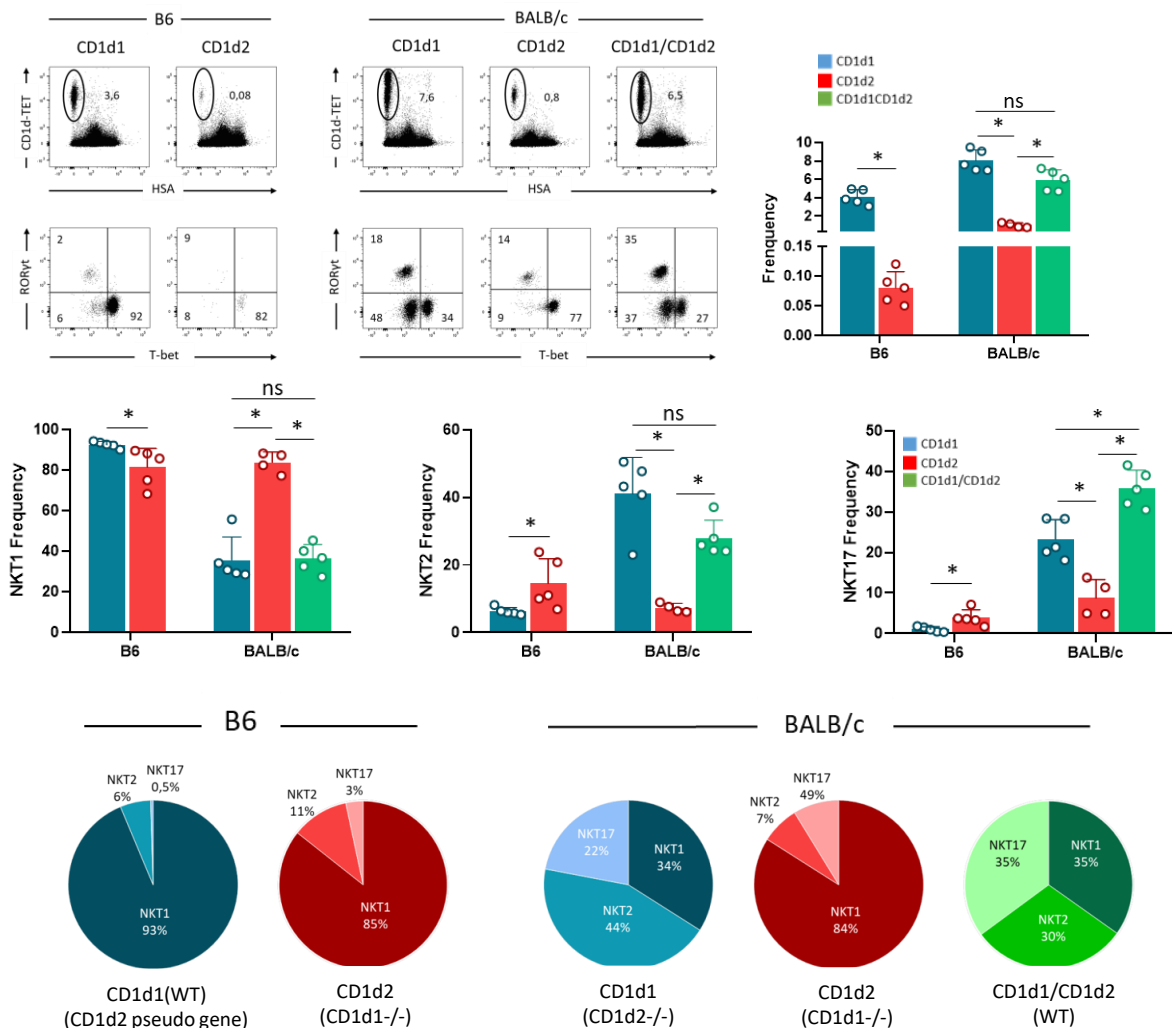 B6
BALB/c
CD1d1
CD1d2
CD1d1
CD1d2
CD1d1/CD1d2
CD1d-TET
3,6
0,08
7,6
0,8
6,5
HSA
HSA
RORγt
2
6
92
9
8
82
RORγt
18
48
34
14
9
77
35
37
27
T-bet
T-bet
CD1d1
CD1d2
CD1d1CD1d2
ns
*
*
*
Frenquency
10
8
6
4
2
0.15
0.10
0.05
0.00
B6
BALB/c
NKT1 Frequency
100
80
60
40
20
0
*
ns
*
*
B6
BALB/c
NKT2 Frequency
60
40
20
0
*
ns
*
*
B6
BALB/c
NKT17 Frequency
50
40
30
20
10
0
CD1d1
CD1d2
CD1d1/CD1d2
*
*
*
*
B6
BALB/c
B6
BALB/c
NKT17
0,5%
NKT2
6%
NKT1
93%
CD1d1(WT)
(CD1d2 pseudo gene)
NKT17
3%
NKT2
11%
NKT1
85%
CD1d2
(CD1d1-/-)
NKT17
22%
NKT1
34%
NKT2
44%
CD1d1
(CD1d2-/-)
NKT17
49%
NKT2
7%
NKT1
84%
CD1d2
(CD1d1-/-)
NKT17
35%
NKT1
35%
NKT2
30%
CD1d1/CD1d2
(WT)